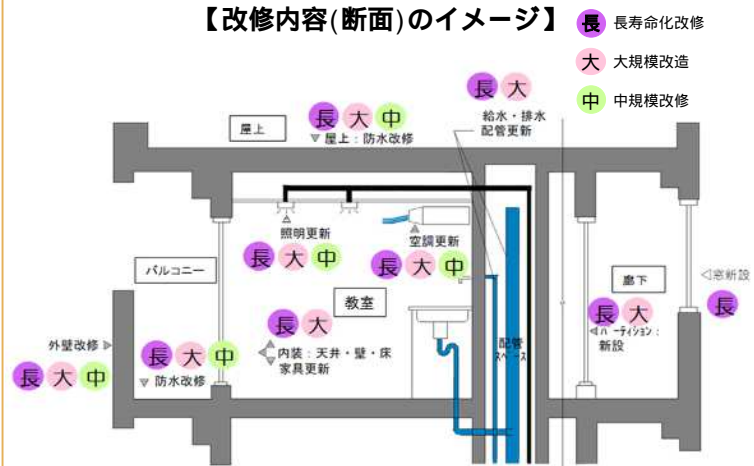 【改修内容(断面)のイメージ】
長 長寿命化改修
大 大規模改造
中 中規模改修
長 大
給水・排水
配管更新
屋上
長 大 中
▼屋上：防水改修
照明更新
長 大 中
空調更新
長 大 中
バルコニー
教室
長 大
内装：天井・壁・床
家具更新
外壁改修
長 大 中
長 大 中
▼ 防水改修
配管
スペース
廊下
長 大
パーティション：
新設
◁窓新設
長